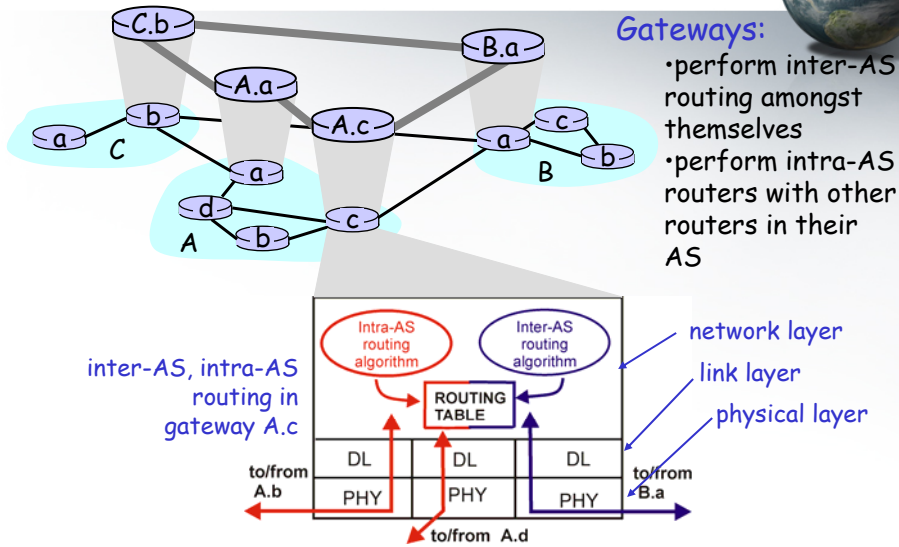 C.b
B.a
A.a
A.c
Gateways:
•perform inter-AS
routing amongst
themselves
•perform intra-AS
routers with other
routers in their
AS
a
b
C
a
c
b
B
a
d
b
c
A
inter-AS, intra-AS
routing in
gateway A.c
Intra-AS
routing
algorithm
Inter-AS
routing
algorithm
ROUTING
TABLE
DL
DL
DL
PHY
PHY
PHY
to/from
A.b
to/from A.d
to/from
B.a
network layer
link layer
physical layer